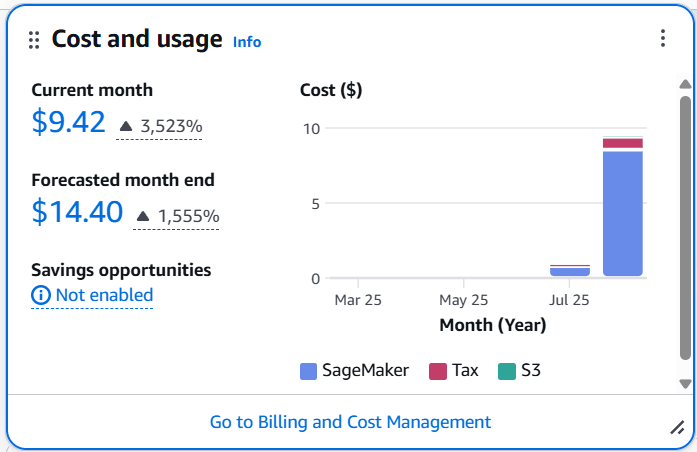 Cost and usage Info
Current month
$9.42 ▲ 3,523%
Forecasted month end
$14.40 ▲ 1,555%
Savings opportunities
Not enabled
Cost ($)
10
5
0
Mar 25 May 25 Jul 25
Month (Year)
SageMaker Tax S3
Go to Billing and Cost Management